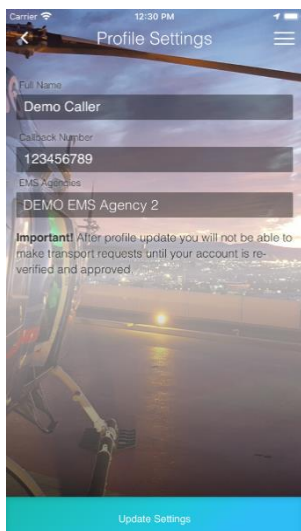 Carrier 12:30 PM
Profile Settings
Full Name
Demo Caller
Callback Number
123456789
EMS Agencies
DEMO EMS Agency 2
Important! After profile update you will not be able to
make transport requests until your account is re-
verified and approved
Update Settings